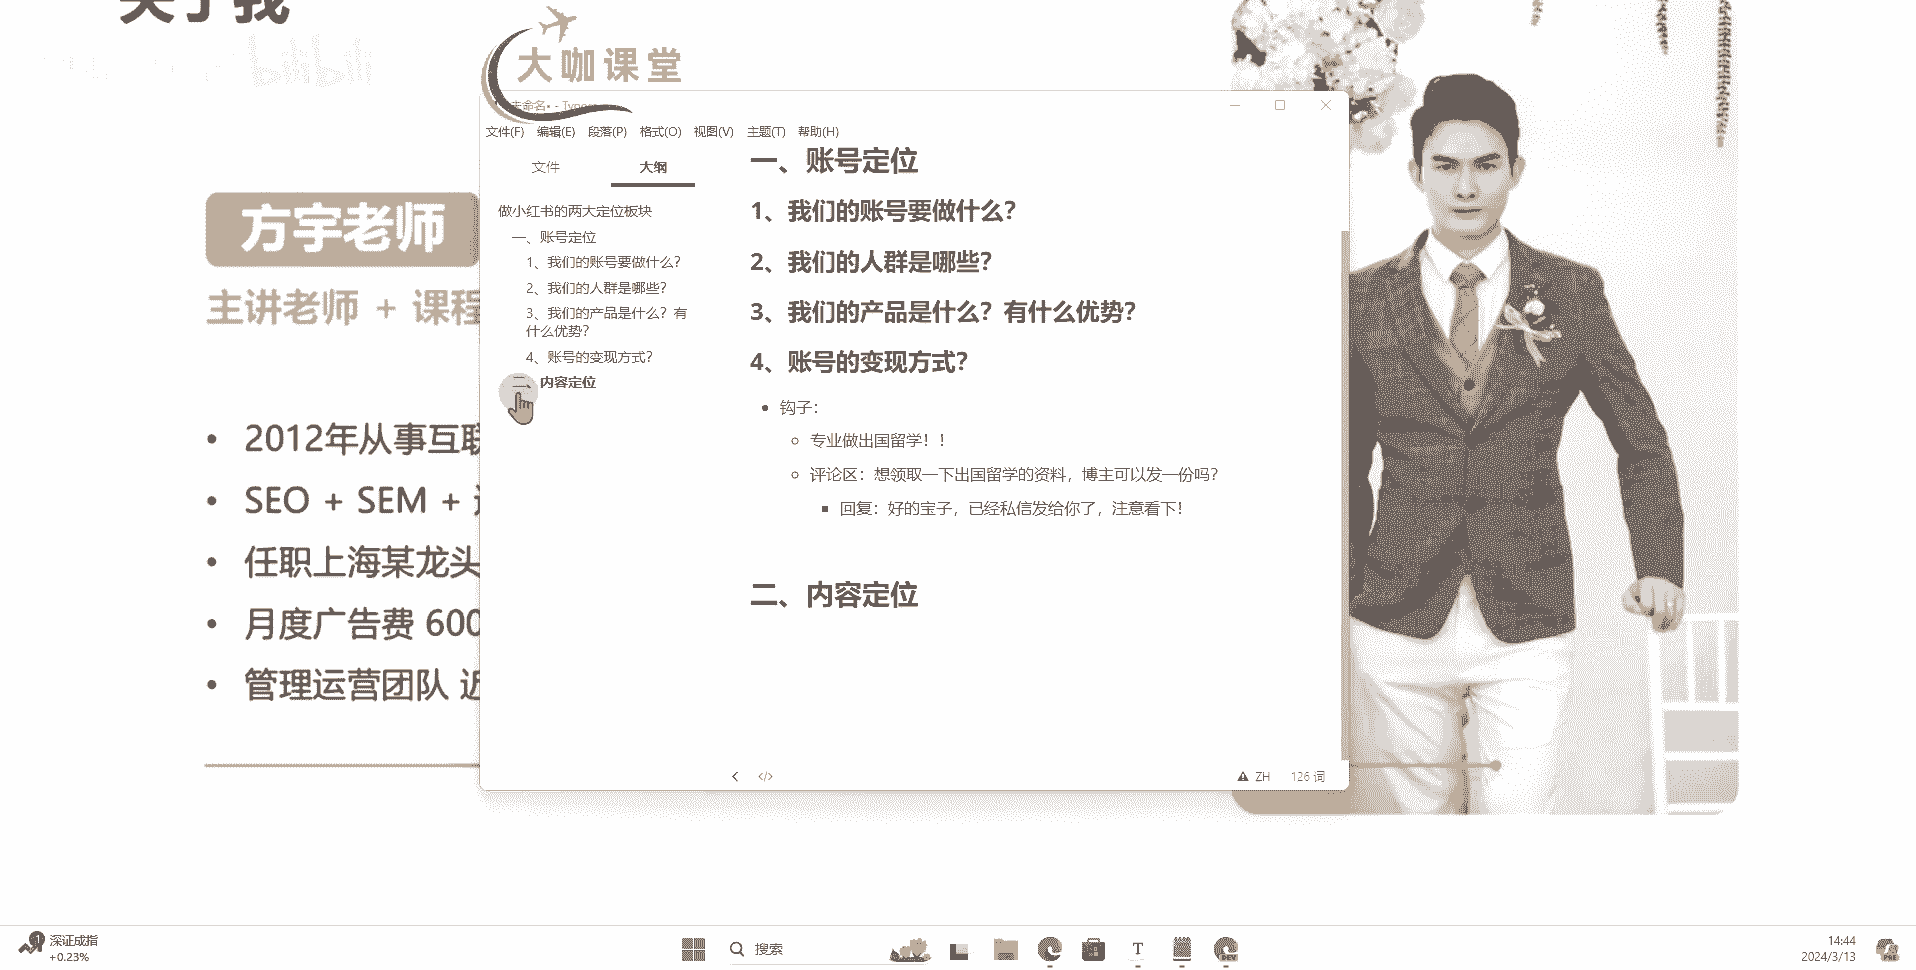 关于我
bilibili
大咖课堂
未命名• - Typora
文件(F) 编辑(E) 段落(P) 格式(O) 视图(V) 主题(T) 帮助(H)
文件 大纲
做小红书的两大定位板块
一、账号定位
1、我们的账号要做什么？
2、我们的人群是哪些？
3、我们的产品是什么？有
什么优势？
4、账号的变现方式？
二、内容定位
一、账号定位
1、我们的账号要做什么？
2、我们的人群是哪些？
3、我们的产品是什么？有什么优势？
4、账号的变现方式？
• 钩子：
专业做出国留学！！
评论区：想领取一下出国留学的资料，博主可以发一份吗？
回复：好的宝子，已经私信发给你了，注意看下！
二、内容定位
ZH 126 词
方宇老师
主讲老师 + 课程
• 2012年从事互联
• SEO + SEM +
• 任职上海某龙头
• 月度广告费 600
• 管理运营团队 近
深证成指
+0.23%
搜索
14:44
2024/3/13